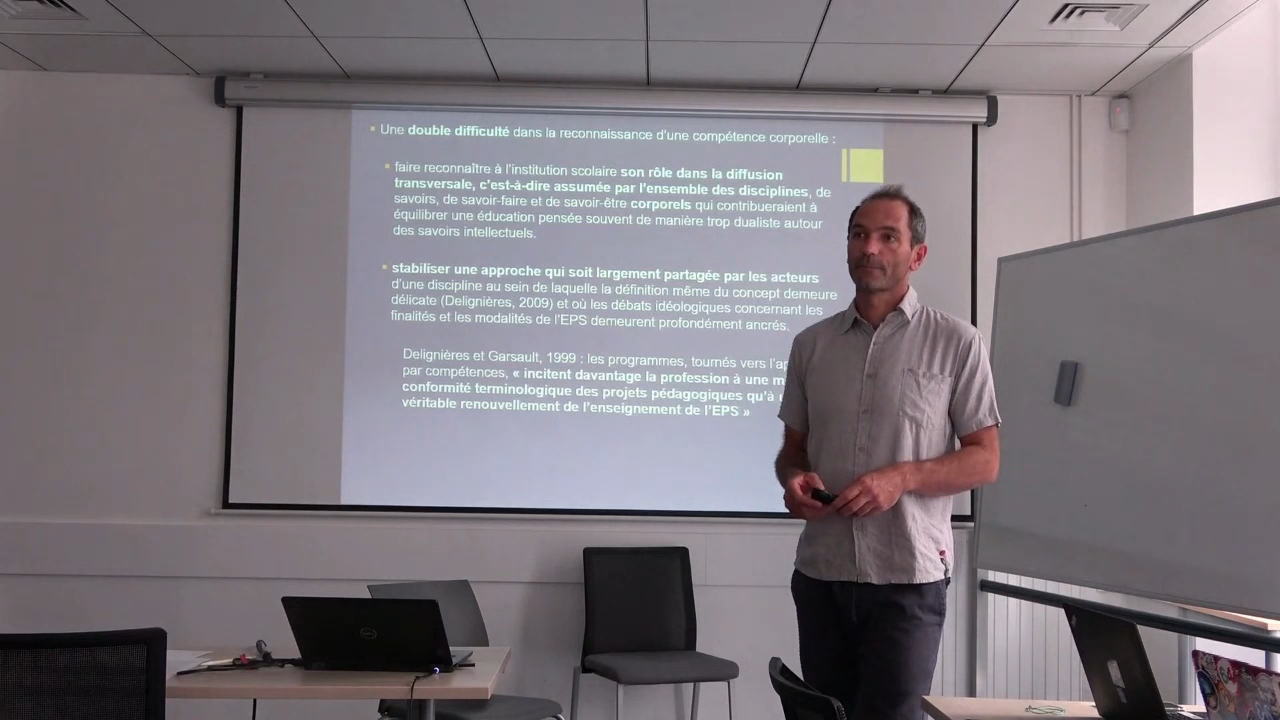 Une double difficulté dans la reconnaissance d'une compétence corporelle :
faire reconnaître à l'institution scolaire son rôle dans la diffusion
transversale, c'est-à-dire assumée par l'ensemble des disciplines, de
savoirs, de savoir-faire et de savoir-être corporels qui contribueraient à
équilibrer une éducation pensée souvent de manière trop dualiste autour
des savoirs intellectuels.
stabiliser une approche qui soit largement partagée par les acteurs
d'une discipline au sein de laquelle la définition même du concept demeure
délicate (Delignières, 2009) et où les débats idéologiques concernant les
finalités et les modalités de l'EPS demeurent profondément ancrés.
Delignières et Garsault, 1999 : les programmes, tournés vers
par compétences, « incitent davantage la profession à une
conformité terminologique des projets pédagogiques qu'à
véritable renouvellement de l'enseignement de l'EPS »
DELL